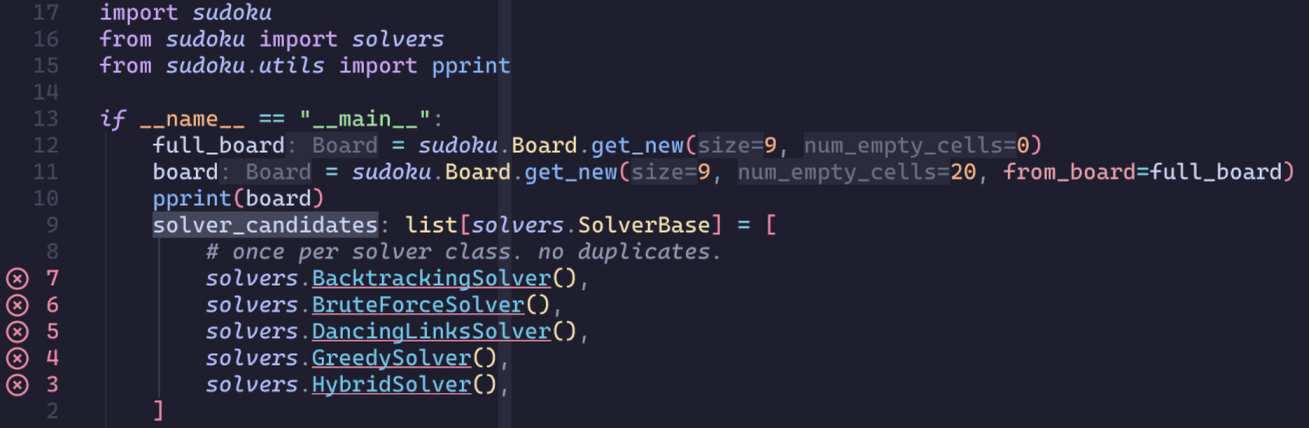 17 import sudoku
16 from sudoku import solvers
15 from sudoku.utils import pprint
14
13 if __name__ == "__main__":
12     full_board: Board = sudoku.Board.get_new(size=9, num_empty_cells=0)
11     board: Board = sudoku.Board.get_new(size=9, num_empty_cells=20, from_board=full_board)
10     pprint(board)
9     solver_candidates: list[solvers.SolverBase] = [
8         # once per solver class. no duplicates.
7         solvers.BacktrackingSolver(),
6         solvers.BruteForceSolver(),
5         solvers.DancingLinksSolver(),
4         solvers.GreedySolver(),
3         solvers.HybridSolver(),
2     ]